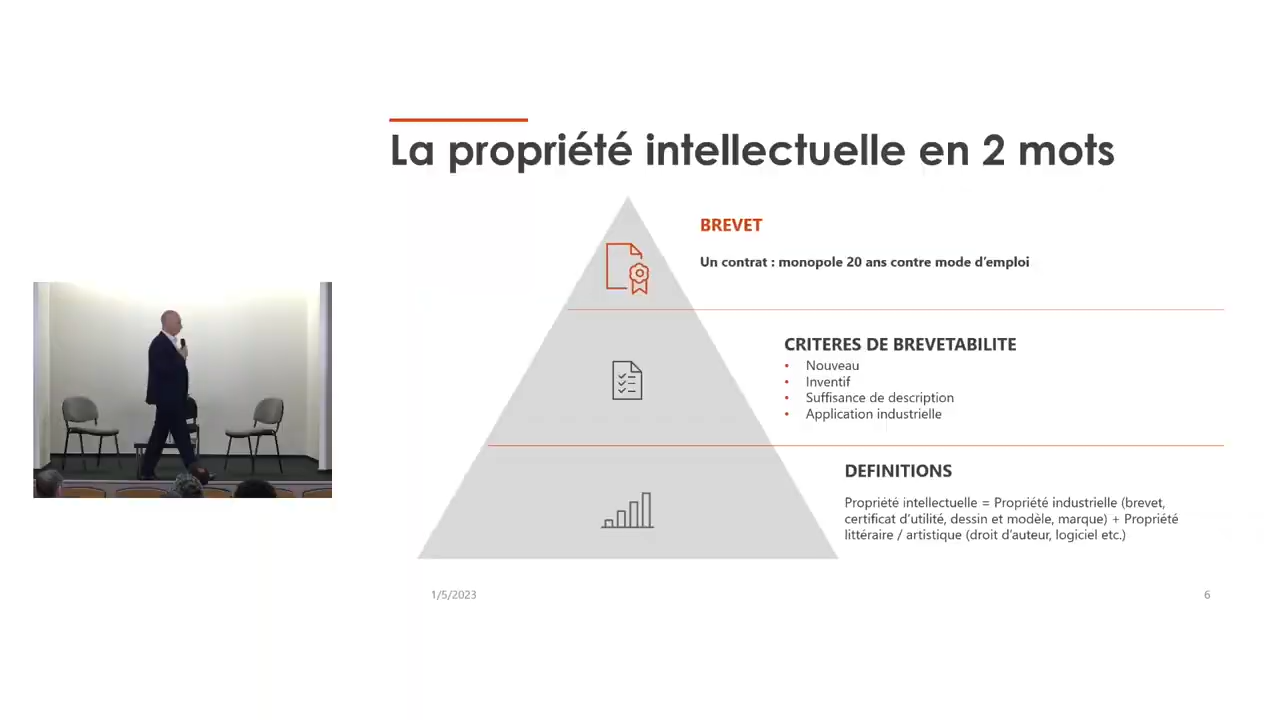 La propriété intellectuelle en 2 mots
BREVET
Un contrat : monopole 20 ans contre mode d'emploi
CRITERES DE BREVETABILITE
• Nouveau
• Inventif
• Suffisance de description
• Application industrielle
DEFINITIONS
Propriété intellectuelle = Propriété industrielle (brevet,
certificat d'utilité, dessin et modèle, marque) + Propriété
littéraire / artistique (droit d'auteur, logiciel etc.)
1/5/2023
6